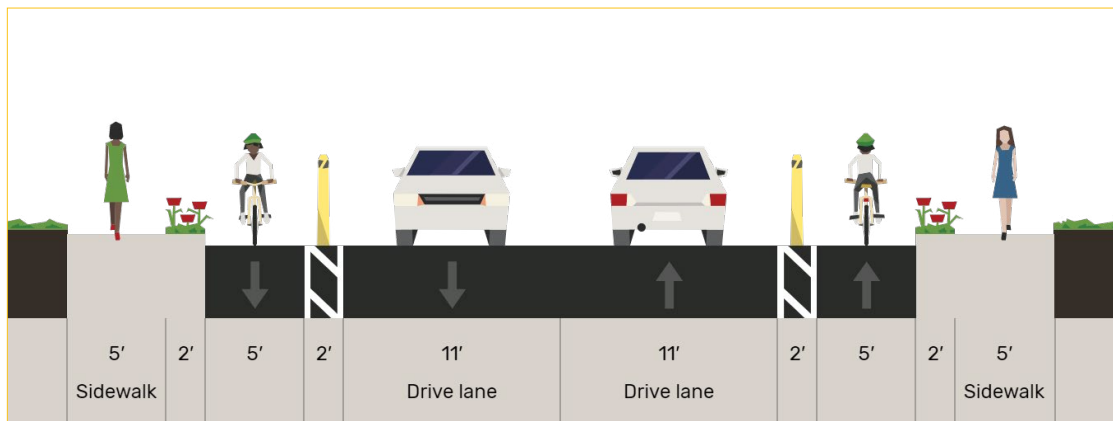 5′ 2′ 5′ 2′ 11′ 11′ 2′ 5′ 2′ 5′
Sidewalk Drive lane Drive lane Sidewalk